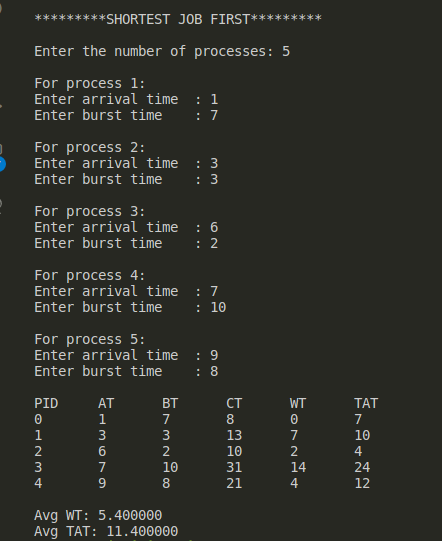 *********SHORTEST JOB FIRST*********
Enter the number of processes: 5
For process 1:
Enter arrival time  : 1
Enter burst time    : 7
For process 2:
Enter arrival time  : 3
Enter burst time    : 3
For process 3:
Enter arrival time  : 6
Enter burst time    : 2
For process 4:
Enter arrival time  : 7
Enter burst time    : 10
For process 5:
Enter arrival time  : 9
Enter burst time    : 8
PID     AT      BT      CT      WT      TAT
0       1       7       8       0       7
1       3       3       13      7       10
2       6       2       10      2       4
3       7       10      31      14      24
4       9       8       21      4       12
Avg WT: 5.400000
Avg TAT: 11.400000